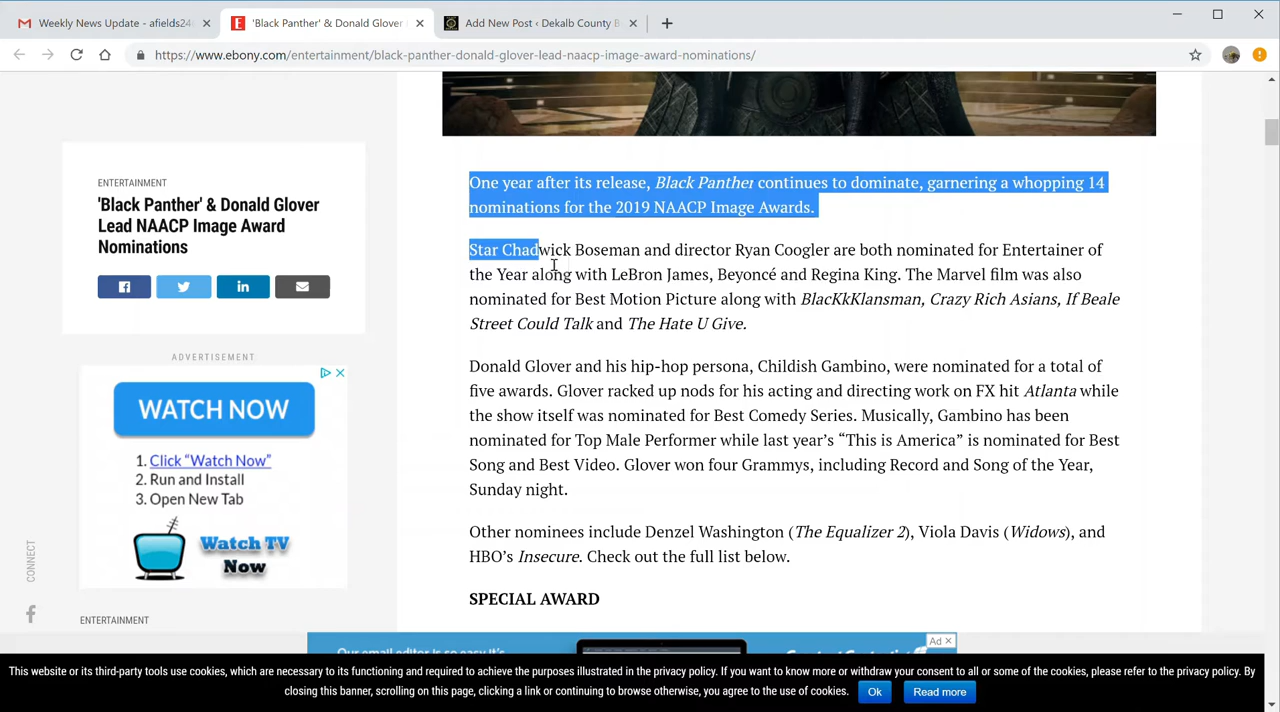 Weekly News Update - afields24
'Black Panther' & Donald Glover
Add New Post ‹ Dekalb County B
https://www.ebony.com/entertainment/black-panther-donald-glover-lead-naacp-image-award-nominations/
ENTERTAINMENT
'Black Panther' & Donald Glover
Lead NAACP Image Award
Nominations
ADVERTISEMENT
WATCH NOW
1. Click “Watch Now”
2. Run and Install
3. Open New Tab
Watch TV
Now
CONNECT
ENTERTAINMENT
One year after its release, Black Panther continues to dominate, garnering a whopping 14
nominations for the 2019 NAACP Image Awards.
Star Chadwick Boseman and director Ryan Coogler are both nominated for Entertainer of
the Year along with LeBron James, Beyoncé and Regina King. The Marvel film was also
nominated for Best Motion Picture along with BlacKkKlansman, Crazy Rich Asians, If Beale
Street Could Talk and The Hate U Give.
Donald Glover and his hip-hop persona, Childish Gambino, were nominated for a total of
five awards. Glover racked up nods for his acting and directing work on FX hit Atlanta while
the show itself was nominated for Best Comedy Series. Musically, Gambino has been
nominated for Top Male Performer while last year’s “This is America” is nominated for Best
Song and Best Video. Glover won four Grammys, including Record and Song of the Year,
Sunday night.
Other nominees include Denzel Washington (The Equalizer 2), Viola Davis (Widows), and
HBO’s Insecure. Check out the full list below.
SPECIAL AWARD
Ad
Our email editor is so easy it's
This website or its third-party tools use cookies, which are necessary to its functioning and required to achieve the purposes illustrated in the privacy policy. If you want to know more or withdraw your consent to all or some of the cookies, please refer to the privacy policy. By
closing this banner, scrolling on this page, clicking a link or continuing to browse otherwise, you agree to the use of cookies. Ok Read more